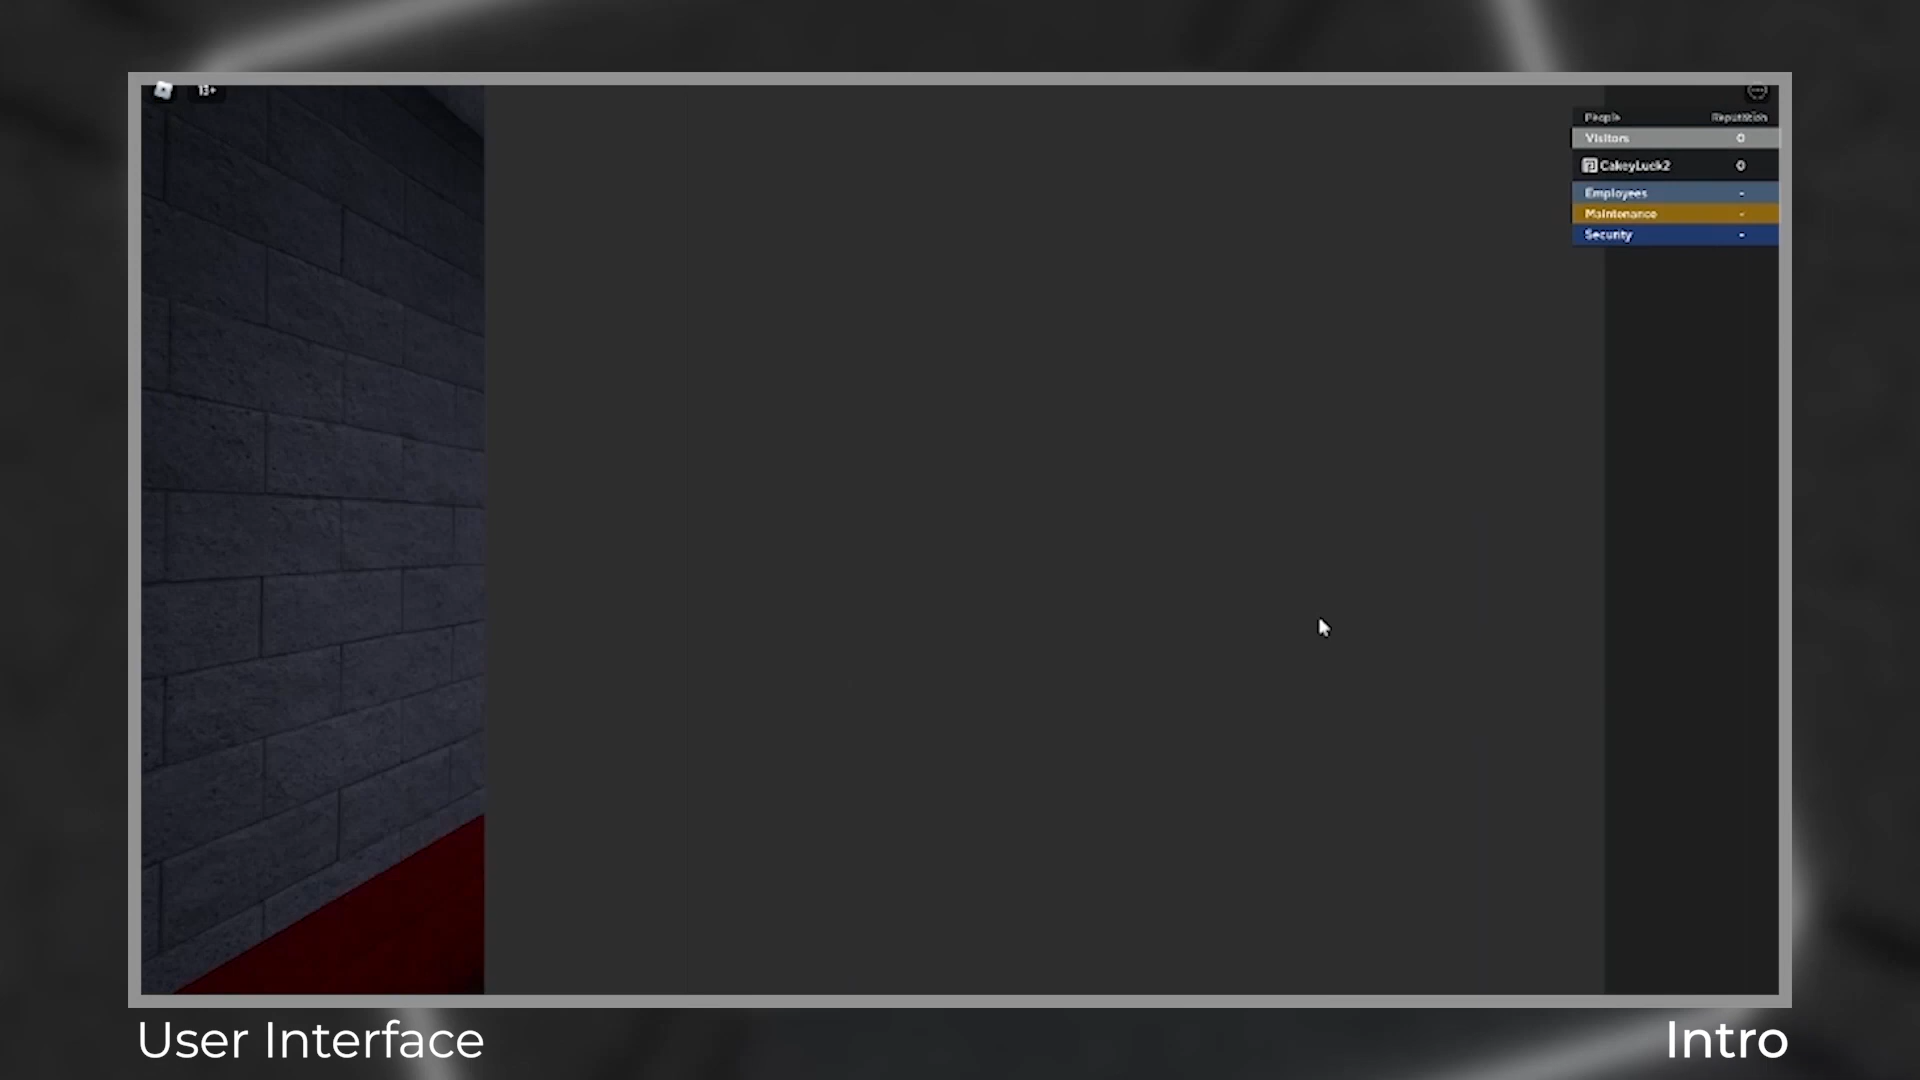 13+
People Reputation
Visitors 0
CakeyLuck2 0
Employees -
Maintenance -
Security -
User Interface
Intro